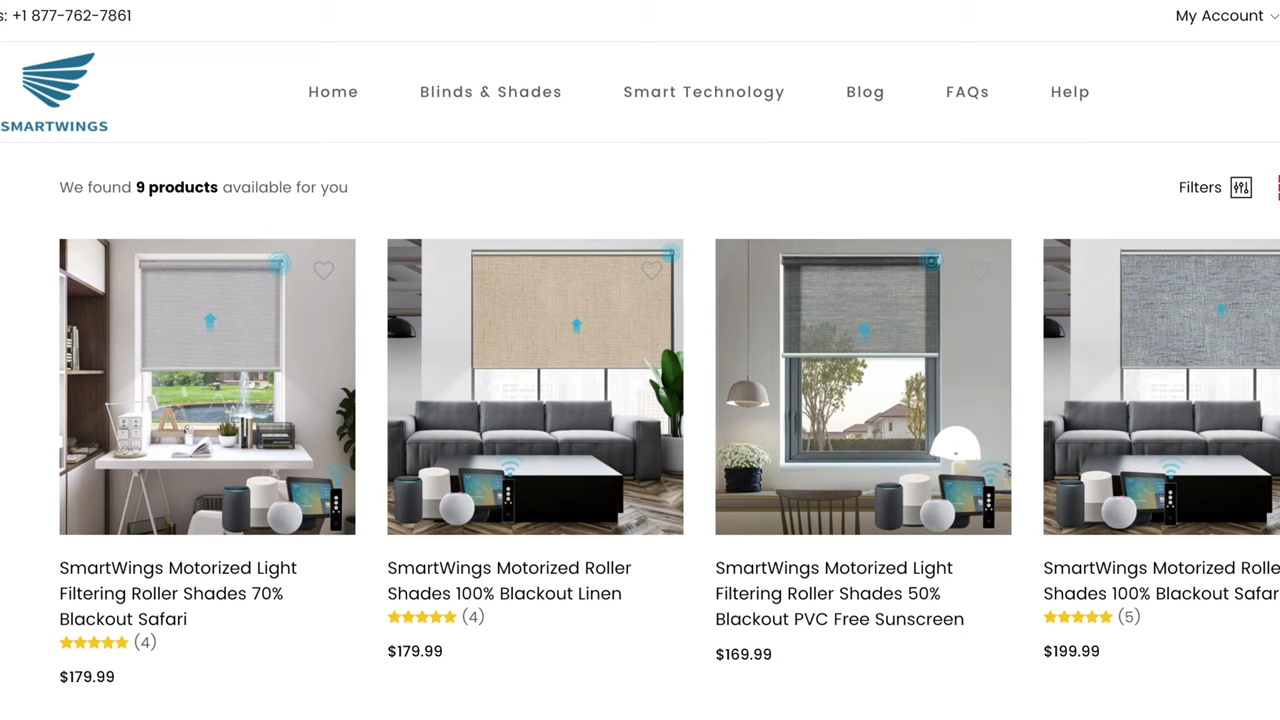 s: +1 877-762-7861
My Account
SMARTWINGS
Home
Blinds & Shades
Smart Technology
Blog
FAQs
Help
We found 9 products available for you
Filters
SmartWings Motorized Light
Filtering Roller Shades 70%
Blackout Safari
(4)
$179.99
SmartWings Motorized Roller
Shades 100% Blackout Linen
(4)
$179.99
SmartWings Motorized Light
Filtering Roller Shades 50%
Blackout PVC Free Sunscreen
$169.99
SmartWings Motorized Rolle
Shades 100% Blackout Safar
(5)
$199.99